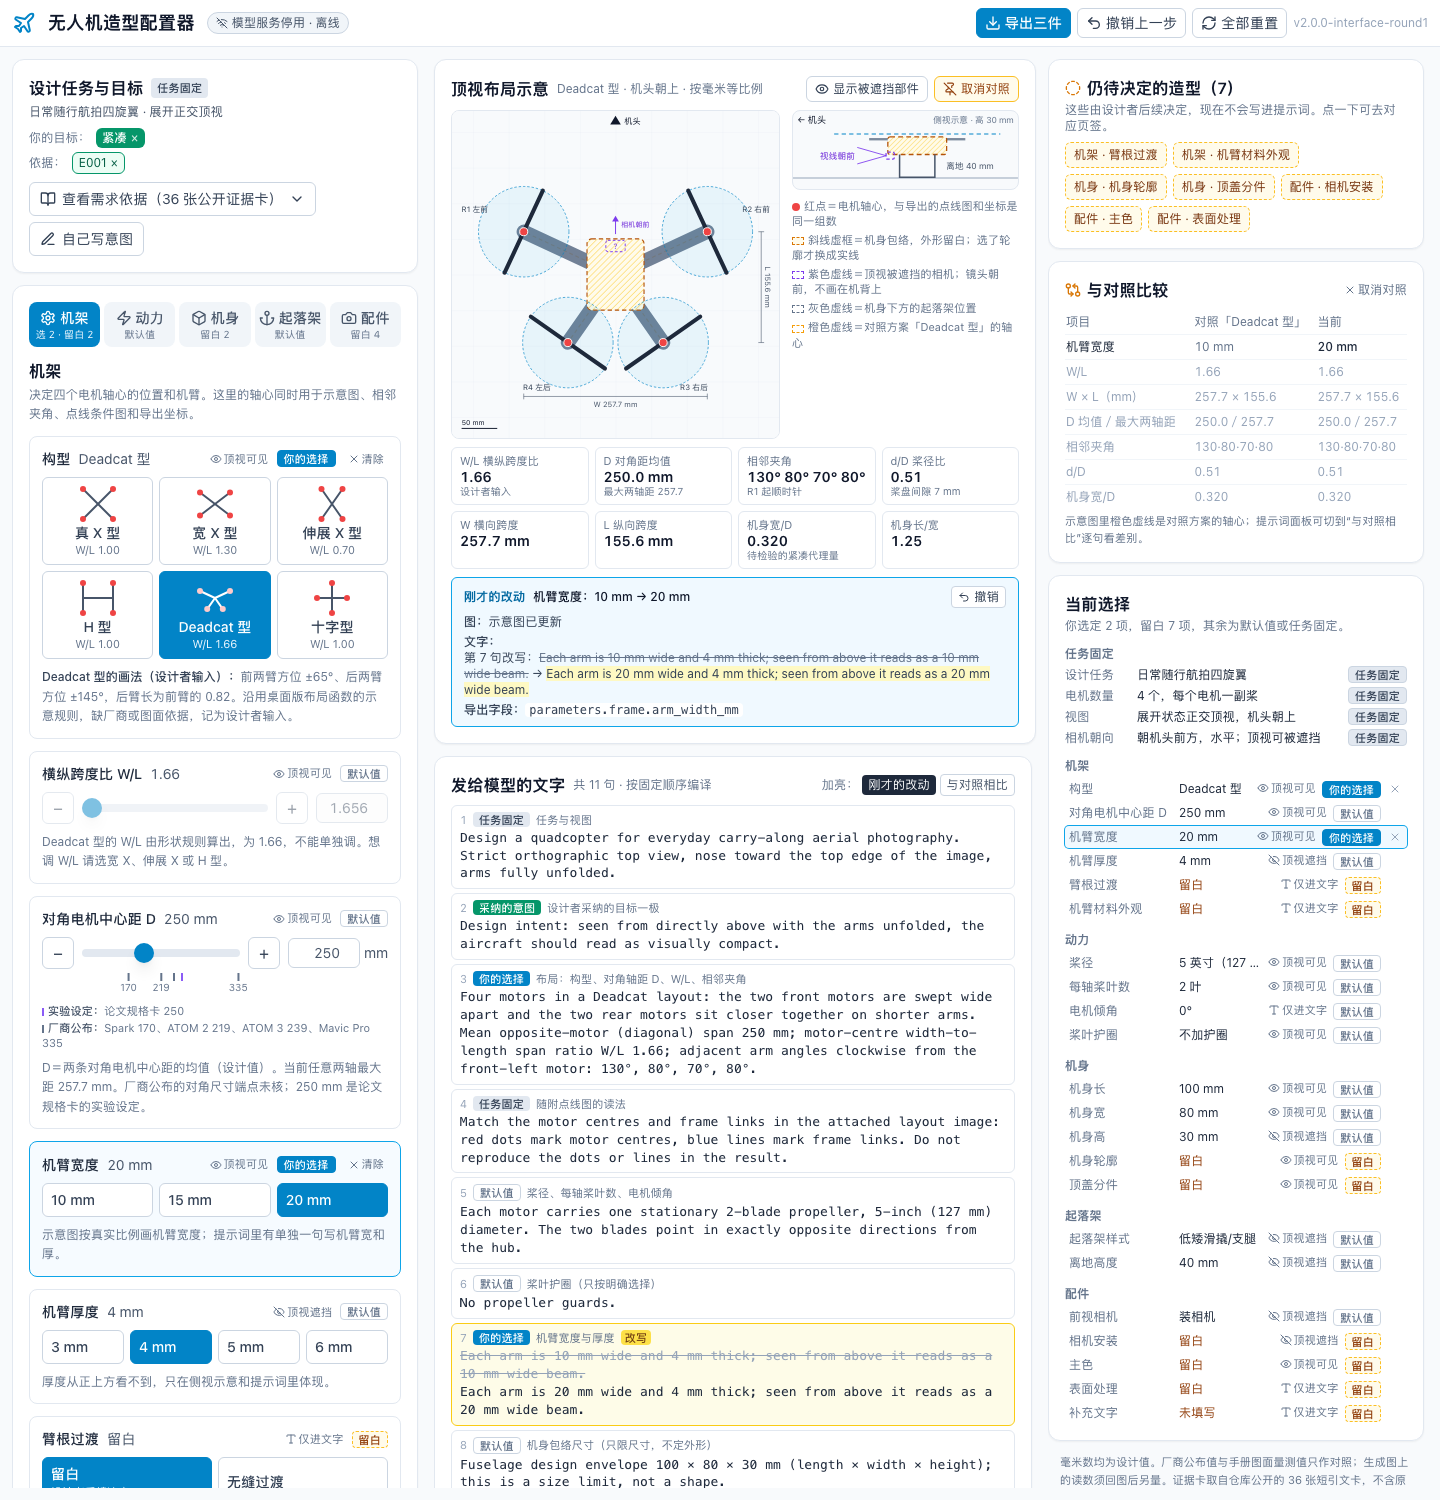 无人机造型配置器
模型服务停用 · 离线
导出三件
撤销上一步
全部重置
v2.0.0-interface-round1
设计任务与目标 任务固定
日常随行航拍四旋翼 · 展开正交顶视
你的目标： 紧凑 ×
依据： E001 ×
查看需求依据（36 张公开证据卡）
自己写意图
机架
选 2 · 留白 2
动力
默认值
机身
留白 2
起落架
默认值
配件
留白 4
机架
决定四个电机轴心的位置和机臂。这里的轴心同时用于示意图、相邻
夹角、点线条件图和导出坐标。
构型 Deadcat 型 顶视可见 你的选择 × 清除
真 X 型
W/L 1.00
宽 X 型
W/L 1.30
伸展 X 型
W/L 0.70
H 型
W/L 1.00
Deadcat 型
W/L 1.66
十字型
W/L 1.00
Deadcat 型的画法（设计者输入）： 前两臂方位 ±65°、后两臂
方位 ±145°，后臂长为前臂的 0.82。沿用桌面版布局函数的示
意规则，缺厂商或图面依据，记为设计者输入。
横纵跨度比 W/L 1.66 顶视可见 默认值
− + 1.656
Deadcat 型的 W/L 由形状规则算出，为 1.66，不能单独调。想
调 W/L 请选宽 X、伸展 X 或 H 型。
对角电机中心距 D 250 mm 顶视可见 默认值
− + 250 mm
170 219 335
实验设定： 论文规格卡 250
厂商公布： Spark 170、ATOM 2 219、ATOM 3 239、Mavic Pro
335
D＝两条对角电机中心距的均值（设计值）。当前任意两轴最大
距 257.7 mm。厂商公布的对角尺寸端点未核；250 mm 是论文
规格卡的实验设定。
机臂宽度 20 mm 顶视可见 你的选择 × 清除
10 mm 15 mm 20 mm
示意图按真实比例画机臂宽度；提示词里有单独一句写机臂宽和
厚。
机臂厚度 4 mm 顶视遮挡 默认值
3 mm 4 mm 5 mm 6 mm
厚度从正上方看不到，只在侧视示意和提示词里体现。
臂根过渡 留白 仅进文字 留白
留白 无缝过渡
顶视布局示意 Deadcat 型 · 机头朝上 · 按毫米等比例
显示被遮挡部件
取消对照
▲ 机头
R1 左前
R2 右前
相机朝前
?
L 155.6 mm
R4 左后
R3 右后
W 257.7 mm
50 mm
← 机头 侧视示意 · 高 30 mm
视线朝前
离地 40 mm
红点＝电机轴心，与导出的点线图和坐标是
同一组数
斜线虚框＝机身包络，外形留白；选了轮
廓才换成实线
紫色虚线＝顶视被遮挡的相机；镜头朝
前，不画在机背上
灰色虚线＝机身下方的起落架位置
橙色虚线＝对照方案「Deadcat 型」的轴
心
W/L 横纵跨度比
1.66
设计者输入
D 对角距均值
250.0 mm
最大两轴距 257.7
相邻夹角
130° 80° 70° 80°
R1 起顺时针
d/D 桨径比
0.51
桨盘间隙 7 mm
W 横向跨度
257.7 mm
L 纵向跨度
155.6 mm
机身宽/D
0.320
待检验的紧凑代理量
机身长/宽
1.25
刚才的改动 机臂宽度：10 mm → 20 mm 撤销
图： 示意图已更新
文字：
第 7 句改写： Each arm is 10 mm wide and 4 mm thick; seen from above it reads as a 10 mm
wide beam. → Each arm is 20 mm wide and 4 mm thick; seen from above it reads as a 20 mm
wide beam.
导出字段： parameters.frame.arm_width_mm
发给模型的文字 共 11 句 · 按固定顺序编译 加亮： 刚才的改动 与对照相比
1 任务固定 任务与视图
Design a quadcopter for everyday carry-along aerial photography.
Strict orthographic top view, nose toward the top edge of the image,
arms fully unfolded.
2 采纳的意图 设计者采纳的目标一极
Design intent: seen from directly above with the arms unfolded, the
aircraft should read as visually compact.
3 你的选择 布局：构型、对角轴距 D、W/L、相邻夹角
Four motors in a Deadcat layout: the two front motors are swept wide
apart and the two rear motors sit closer together on shorter arms.
Mean opposite-motor (diagonal) span 250 mm; motor-centre width-to-
length span ratio W/L 1.66; adjacent arm angles clockwise from the
front-left motor: 130°, 80°, 70°, 80°.
4 任务固定 随附点线图的读法
Match the motor centres and frame links in the attached layout image:
red dots mark motor centres, blue lines mark frame links. Do not
reproduce the dots or lines in the result.
5 默认值 桨径、每轴桨叶数、电机倾角
Each motor carries one stationary 2-blade propeller, 5-inch (127 mm)
diameter. The two blades point in exactly opposite directions from
the hub.
6 默认值 桨叶护圈（只按明确选择）
No propeller guards.
7 你的选择 机臂宽度与厚度 改写
Each arm is 10 mm wide and 4 mm thick; seen from above it reads as a
10 mm wide beam.
Each arm is 20 mm wide and 4 mm thick; seen from above it reads as a
20 mm wide beam.
8 默认值 机身包络尺寸（只限尺寸，不定外形）
Fuselage design envelope 100 × 80 × 30 mm (length × width × height);
this is a size limit, not a shape.
仍待决定的造型（7）
这些由设计者后续决定，现在不会写进提示词。点一下可去对
应页签。
机架 · 臂根过渡 机架 · 机臂材料外观
机身 · 机身轮廓 机身 · 顶盖分件 配件 · 相机安装
配件 · 主色 配件 · 表面处理
与对照比较 × 取消对照
项目 对照「Deadcat 型」 当前
机臂宽度 10 mm 20 mm
W/L 1.66 1.66
W × L（mm） 257.7 × 155.6 257.7 × 155.6
D 均值 / 最大两轴距 250.0 / 257.7 250.0 / 257.7
相邻夹角 130·80·70·80 130·80·70·80
d/D 0.51 0.51
机身宽/D 0.320 0.320
示意图里橙色虚线是对照方案的轴心；提示词面板可切到“与对照相
比”逐句看差别。
当前选择
你选定 2 项，留白 7 项，其余为默认值或任务固定。
任务固定
设计任务 日常随行航拍四旋翼 任务固定
电机数量 4 个，每个电机一副桨 任务固定
视图 展开状态正交顶视，机头朝上 任务固定
相机朝向 朝机头前方，水平；顶视可被遮挡 任务固定
机架
构型 Deadcat 型 顶视可见 你的选择 ×
对角电机中心距 D 250 mm 顶视可见 默认值
机臂宽度 20 mm 顶视可见 你的选择 ×
机臂厚度 4 mm 顶视遮挡 默认值
臂根过渡 留白 仅进文字 留白
机臂材料外观 留白 仅进文字 留白
动力
桨径 5 英寸（127 ... 顶视可见 默认值
每轴桨叶数 2 叶 顶视可见 默认值
电机倾角 0° 仅进文字 默认值
桨叶护圈 不加护圈 顶视可见 默认值
机身
机身长 100 mm 顶视可见 默认值
机身宽 80 mm 顶视可见 默认值
机身高 30 mm 顶视遮挡 默认值
机身轮廓 留白 顶视可见 留白
顶盖分件 留白 顶视可见 留白
起落架
起落架样式 低矮滑撬/支腿 顶视遮挡 默认值
离地高度 40 mm 顶视遮挡 默认值
配件
前视相机 装相机 顶视遮挡 默认值
相机安装 留白 顶视遮挡 留白
主色 留白 顶视可见 留白
表面处理 留白 仅进文字 留白
补充文字 未填写 仅进文字 留白
毫米数均为设计值。厂商公布值与手册图面量测只作对照；生成图上
的读数须回图后另量。证据卡取自仓库公开的 36 张短引文卡，不含原